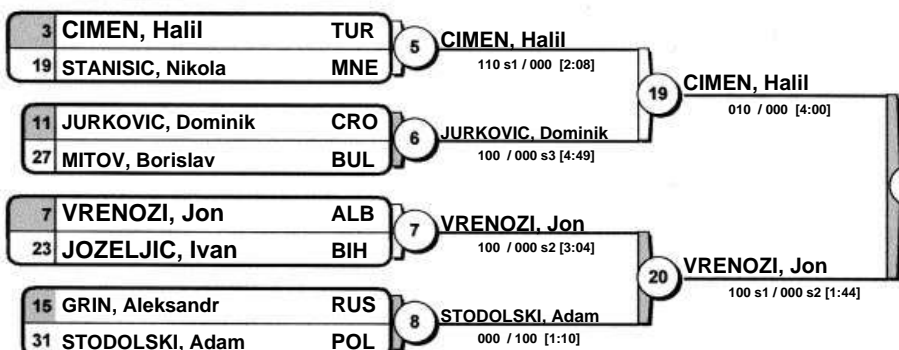 3 CIMEN, Halil TUR
19 STANISIC, Nikola MNE
5
CIMEN, Halil
110 s1 / 000 [2:08]
11 JURKOVIC, Dominik CRO
27 MITOV, Borislav BUL
6
JURKOVIC, Dominik
100 / 000 s3 [4:49]
19
CIMEN, Halil
010 / 000 [4:00]
7 VRENOZI, Jon ALB
23 JOZELJIC, Ivan BIH
7
VRENOZI, Jon
100 / 000 s2 [3:04]
15 GRIN, Aleksandr RUS
31 STODOLSKI, Adam POL
8
STODOLSKI, Adam
000 / 100 [1:10]
20
VRENOZI, Jon
100 s1 / 000 s2 [1:44]